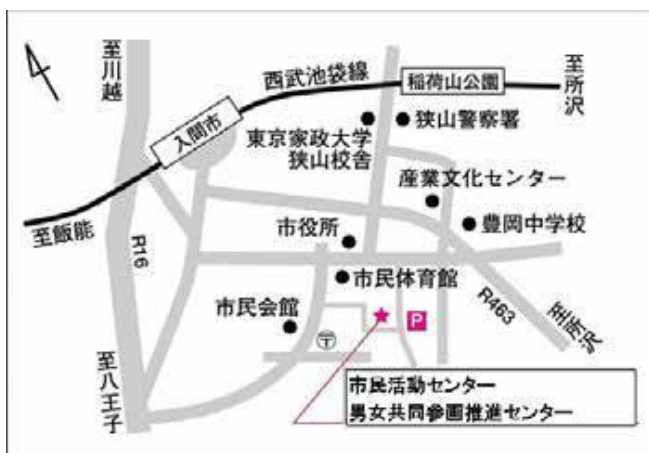 至川越
西武池袋線
稲荷山公園
至所沢
入間市
東京家政大学
狭山校舎
狭山警察署
産業文化センター
至飯能
R16
市役所
豊岡中学校
市民体育館
R463
至所沢
市民会館
〒
P
至八王子
市民活動センター
男女共同参画推進センター